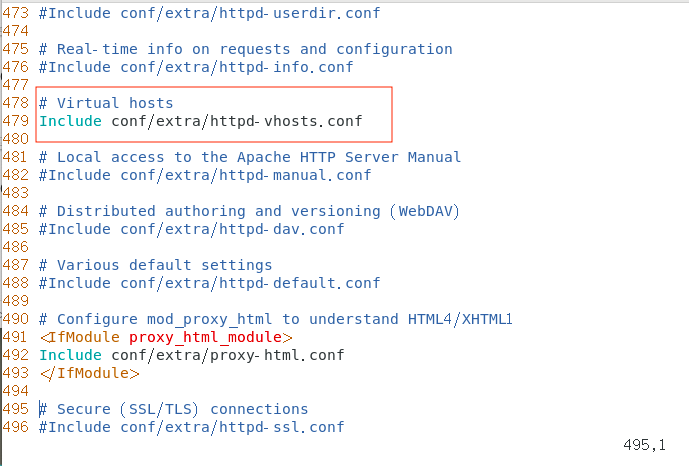 473 #Include conf/extra/httpd-userdir.conf
474
475 # Real-time info on requests and configuration
476 #Include conf/extra/httpd-info.conf
477
478 # Virtual hosts
479 Include conf/extra/httpd-vhosts.conf
480
481 # Local access to the Apache HTTP Server Manual
482 #Include conf/extra/httpd-manual.conf
483
484 # Distributed authoring and versioning (WebDAV)
485 #Include conf/extra/httpd-dav.conf
486
487 # Various default settings
488 #Include conf/extra/httpd-default.conf
489
490 # Configure mod_proxy_html to understand HTML4/XHTML1
491 <IfModule proxy_html_module>
492 Include conf/extra/proxy-html.conf
493 </IfModule>
494
495 # Secure (SSL/TLS) connections
496 #Include conf/extra/httpd-ssl.conf
495,1